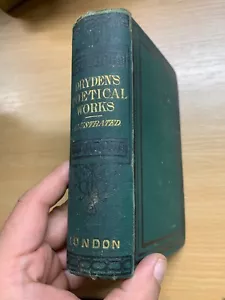 DRYDEN'S
POETICAL
WORKS
ILLUSTRATED
LONDON